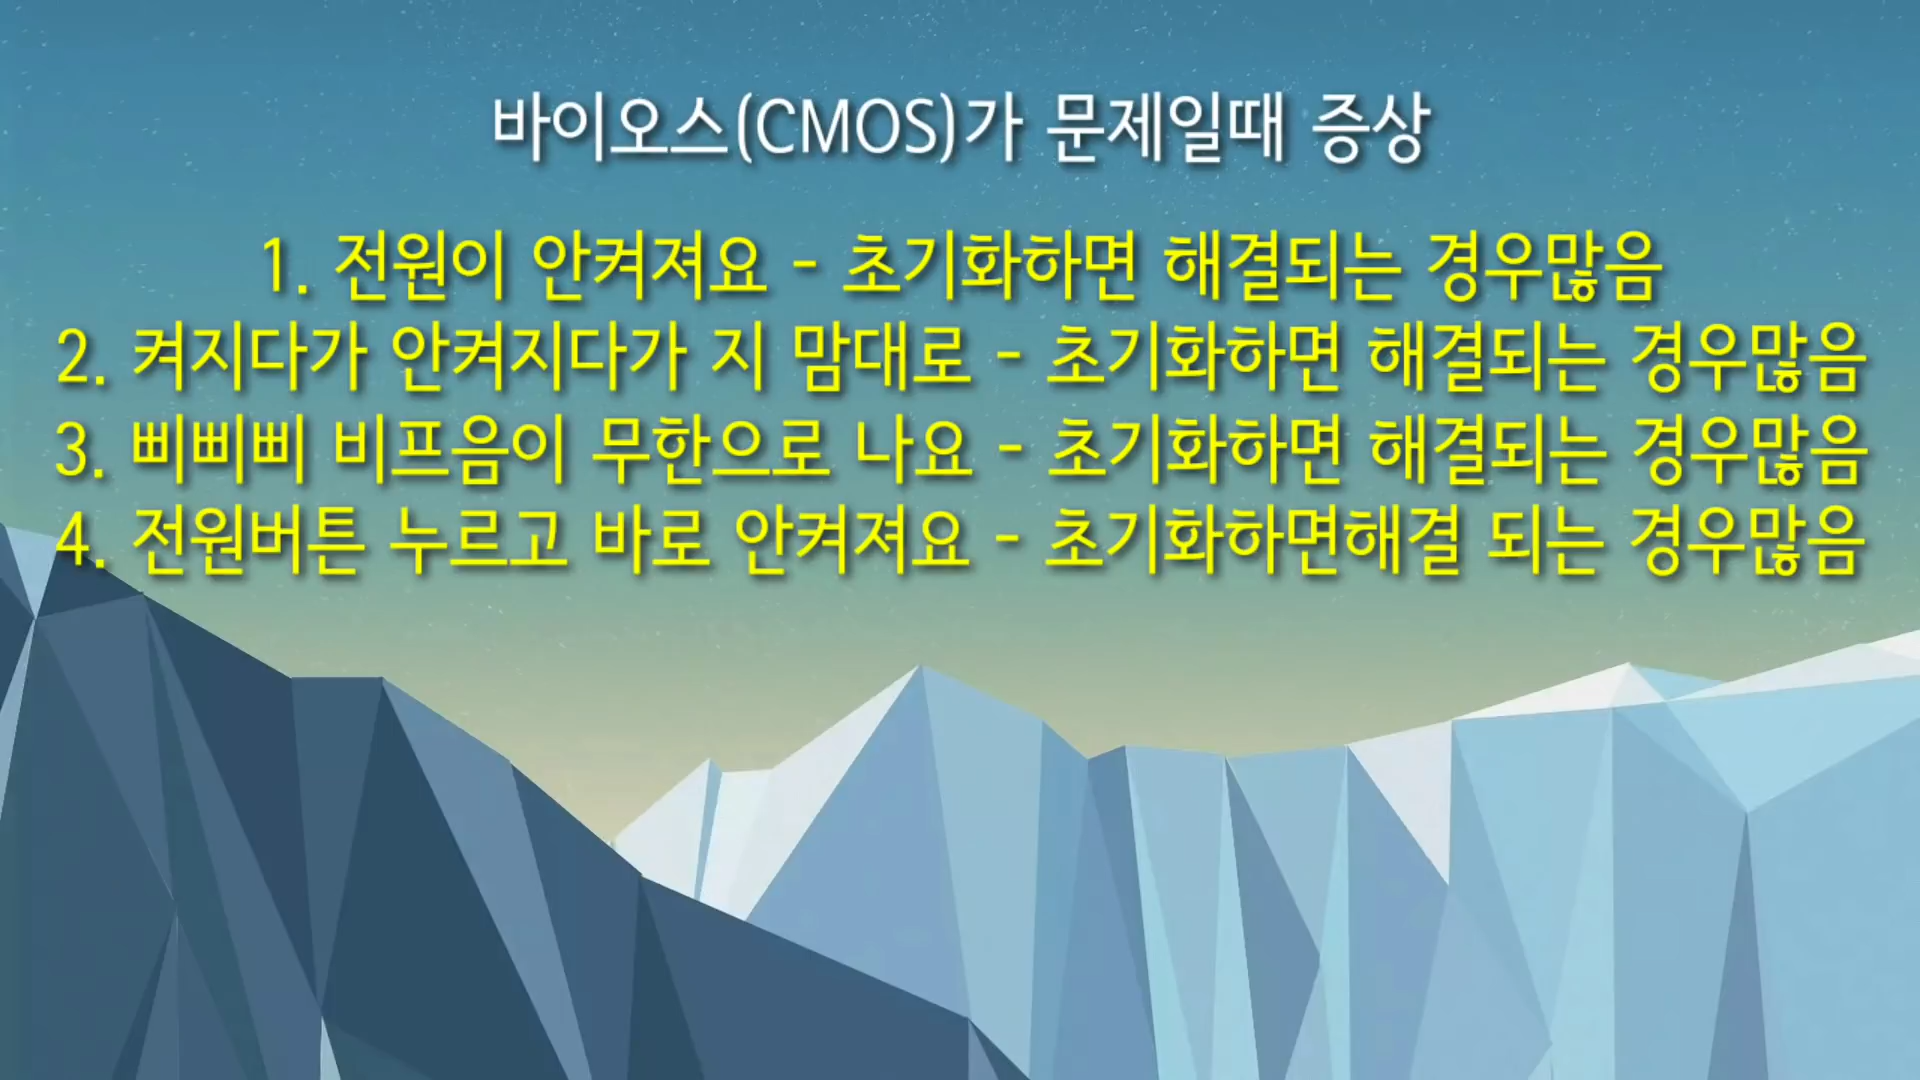 바이오스(CMOS)가 문제일때 증상
1. 전원이 안켜져요 - 초기화하면 해결되는 경우많음
2. 켜지다가 안켜지다가 지 맘대로 - 초기화하면 해결되는 경우많음
3. 삐삐삐 비프음이 무한으로 나요 - 초기화하면 해결되는 경우많음
4. 전원버튼 누르고 바로 안켜져요 - 초기화하면해결 되는 경우많음